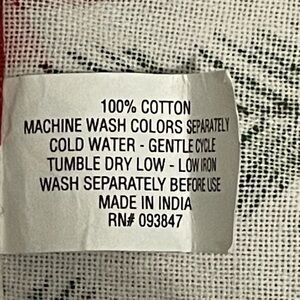 100% COTTON
MACHINE WASH COLORS SEPARATELY
COLD WATER - GENTLE CYCLE
TUMBLE DRY LOW - LOW IRON
WASH SEPARATELY BEFORE USE
MADE IN INDIA
RN# 093847